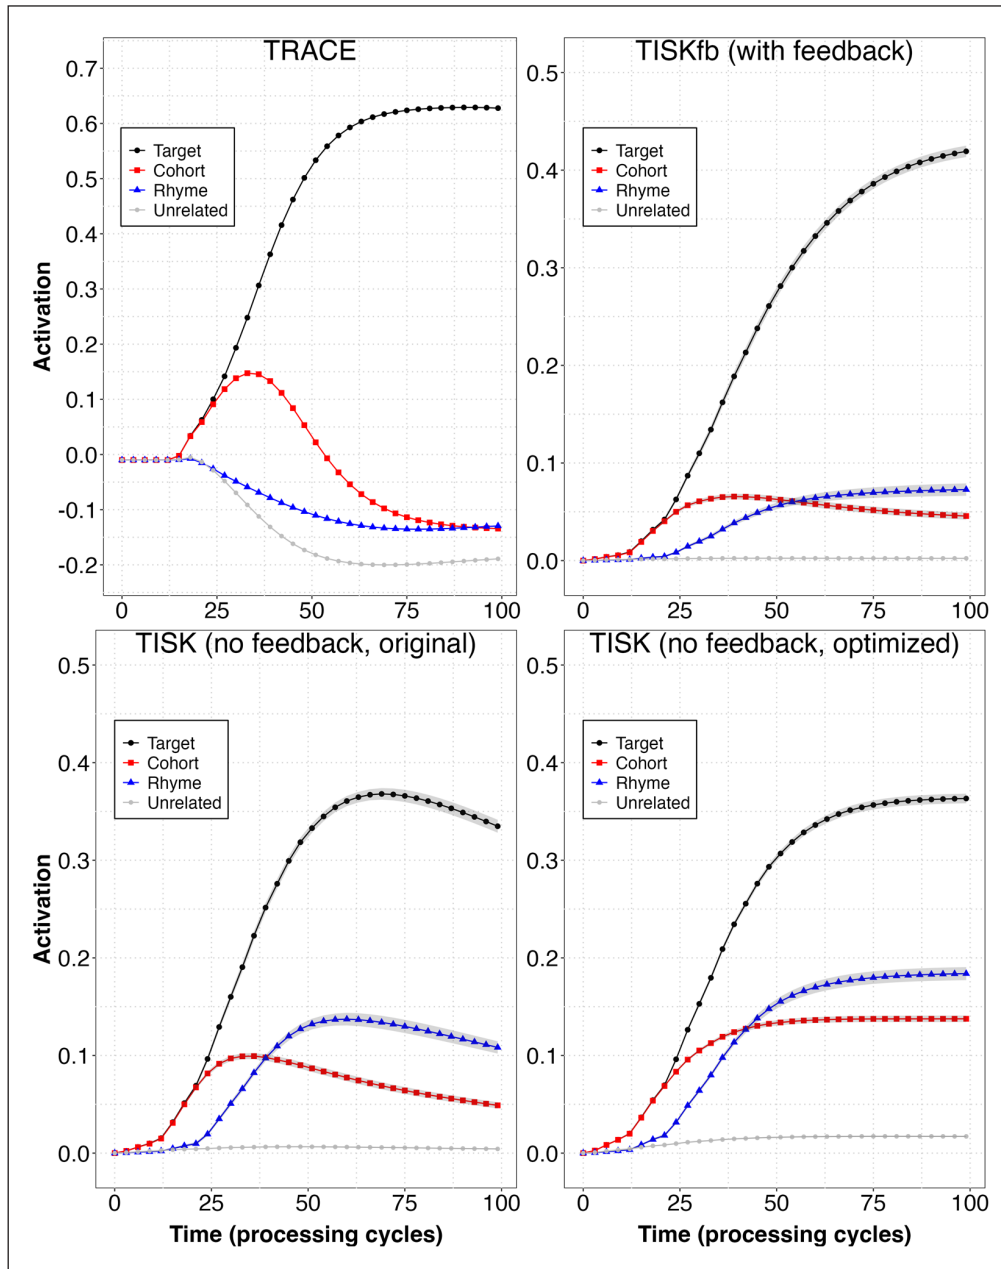 TRACE
0.7
0.6
0.5
0.4
0.3
0.2
0.1
0.0
-0.1
-0.2
Activation
Target
Cohort
Rhyme
Unrelated
0 25 50 75 100
TISKfb (with feedback)
0.5
0.4
0.3
0.2
0.1
0.0
Target
Cohort
Rhyme
Unrelated
0 25 50 75 100
TISK (no feedback, original)
0.5
0.4
0.3
0.2
0.1
0.0
Activation
Target
Cohort
Rhyme
Unrelated
0 25 50 75 100
Time (processing cycles)
TISK (no feedback, optimized)
0.5
0.4
0.3
0.2
0.1
0.0
Target
Cohort
Rhyme
Unrelated
0 25 50 75 100
Time (processing cycles)